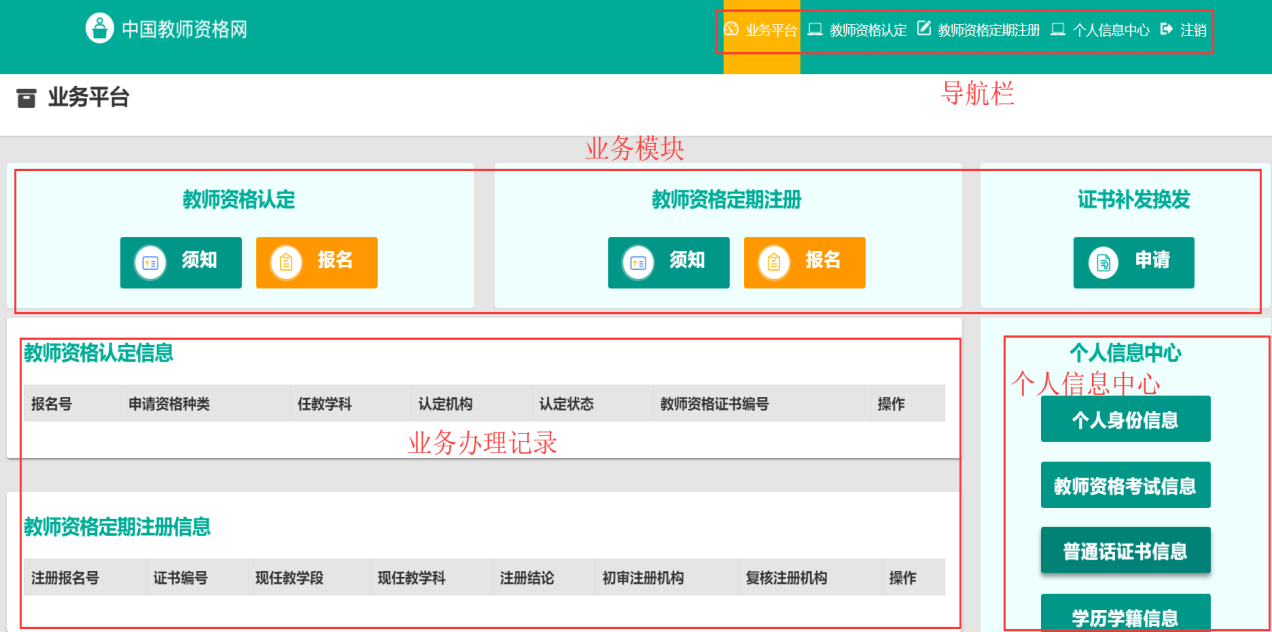 中国教师资格网
业务平台 教师资格认定 教师资格定期注册 个人信息中心 注销
导航栏
业务平台
业务模块
教师资格认定
须知 报名
教师资格定期注册
须知 报名
证书补发换发
申请
教师资格认定信息
报名号 申请资格种类 任教学科 认定机构 认定状态 教师资格证书编号 操作
业务办理记录
教师资格定期注册信息
注册报名号 证书编号 现任教学段 现任教学科 注册结论 初审注册机构 复核注册机构 操作
个人信息中心
个人信息中心
个人身份信息
教师资格考试信息
普通话证书信息
学历学籍信息